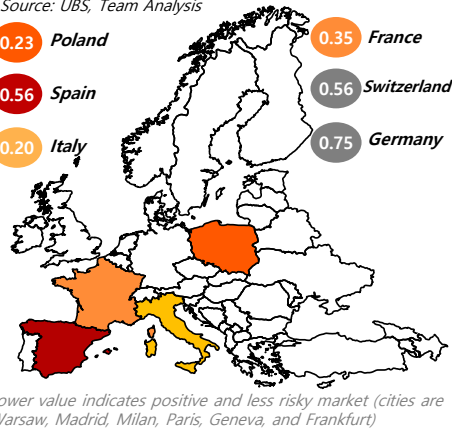 Source: UBS, Team Analysis
0.23 Poland
0.35 France
0.56 Spain
0.56 Switzerland
0.20 Italy
0.75 Germany
ower value indicates positive and less risky market (cities are
Warsaw, Madrid, Milan, Paris, Geneva, and Frankfurt)